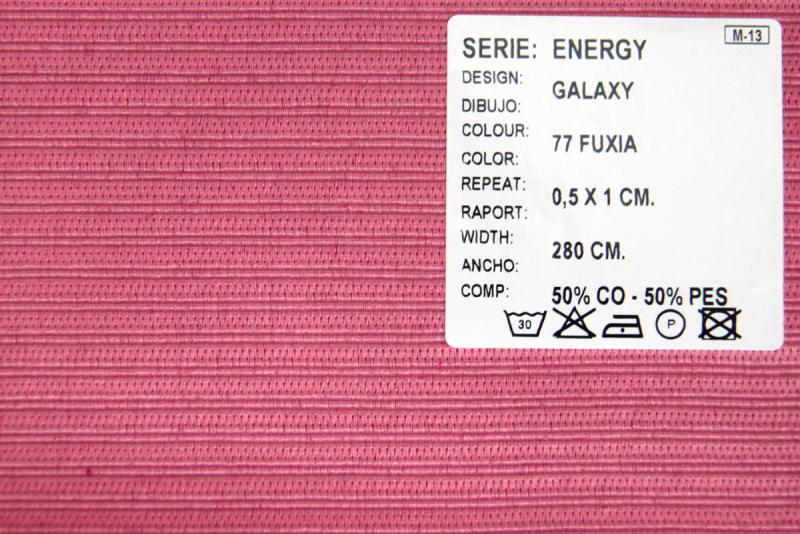 M-13
SERIE: ENERGY
DESIGN:
DIBUJO:
GALAXY
COLOUR:
COLOR:
77 FUXIA
REPEAT:
RAPORT:
0,5 X 1 CM.
WIDTH:
ANCHO:
280 CM.
COMP: 50% CO - 50% PES
30 P